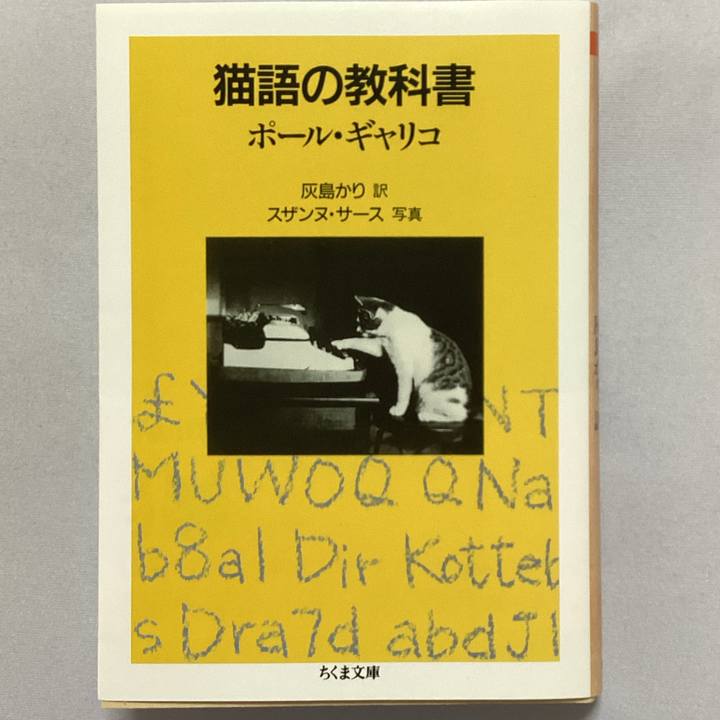 猫語の教科書
ポール・ギャリコ
灰島かり 訳
スザンヌ・サース 写真
£
NT
MUWOQ QNa
b8al Dir Kotteb
s Dra7d abdJl
ちくま文庫